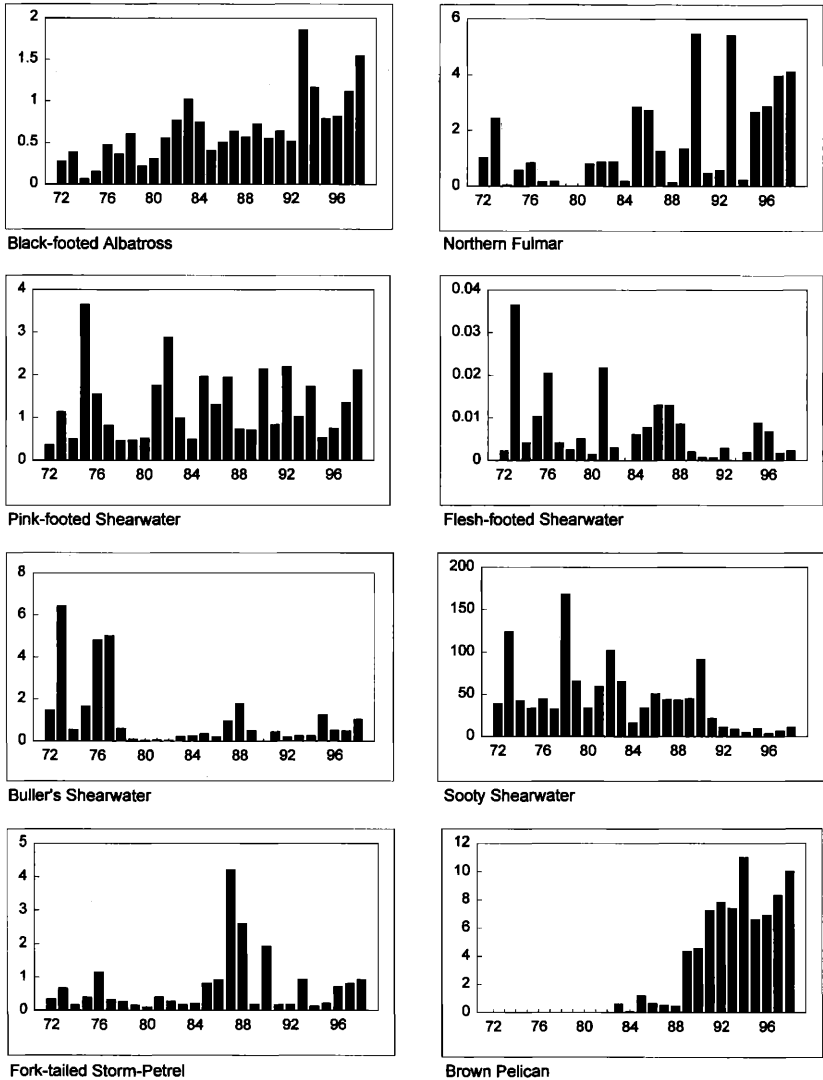 2
1.5
1
0.5
0
72 76 80 84 88 92 96
Black-footed Albatross
6
4
2
0
72 76 80 84 88 92 96
Northern Fulmar
4
3
2
1
0
72 76 80 84 88 92 96
Pink-footed Shearwater
0.04
0.03
0.02
0.01
0
72 76 80 84 88 92 96
Flesh-footed Shearwater
8
6
4
2
0
72 76 80 84 88 92 96
Buller's Shearwater
200
150
100
50
0
72 76 80 84 88 92 96
Sooty Shearwater
5
4
3
2
1
0
72 76 80 84 88 92 96
Fork-tailed Storm-Petrel
12
10
8
6
4
2
0
72 76 80 84 88 92 96
Brown Pelican